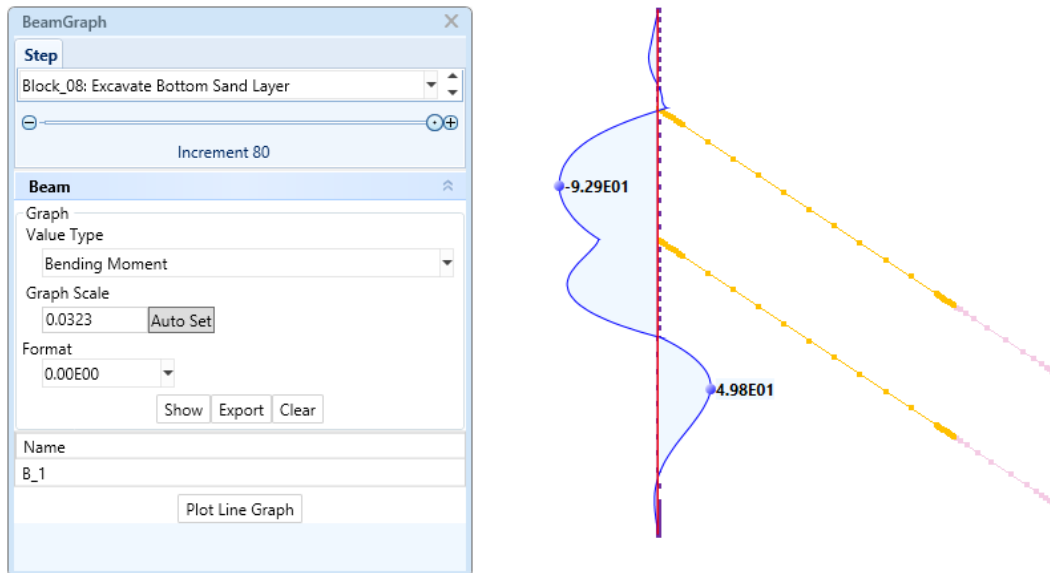 BeamGraph
Step
Block_08: Excavate Bottom Sand Layer
Increment 80
Beam
Graph
Value Type
Bending Moment
Graph Scale
0.0323 Auto Set
Format
0.00E00
Show Export Clear
Name
B_1
Plot Line Graph
-9.29E01
4.98E01